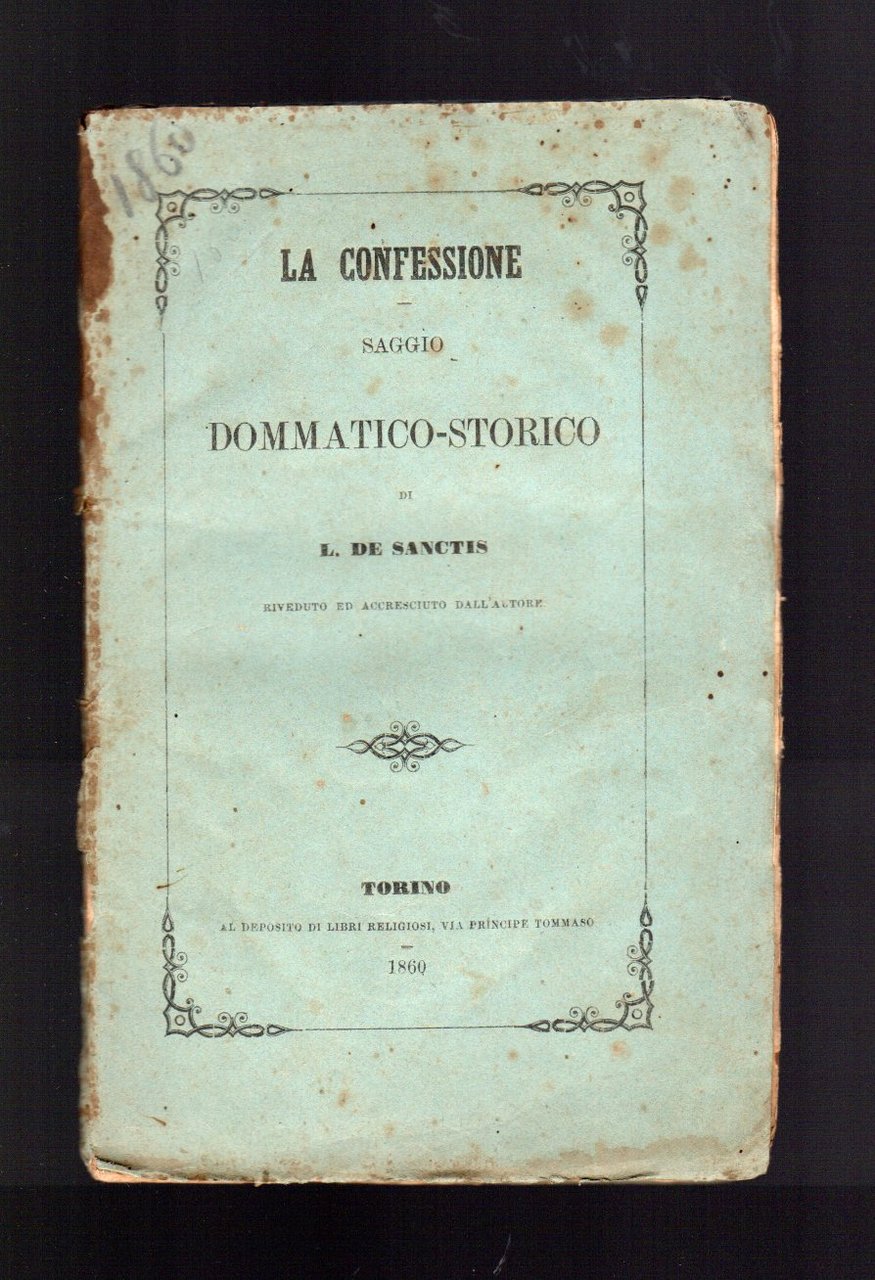 1860
LA CONFESSIONE
SAGGIO
DOMMATICO-STORICO
DI
L. DE SANCTIS
RIVEDUTO ED ACCRESCIUTO DALL'AUTORE
TORINO
AL DEPOSITO DI LIBRI RELIGIOSI, VIA PRINCIPE TOMMASO
1860